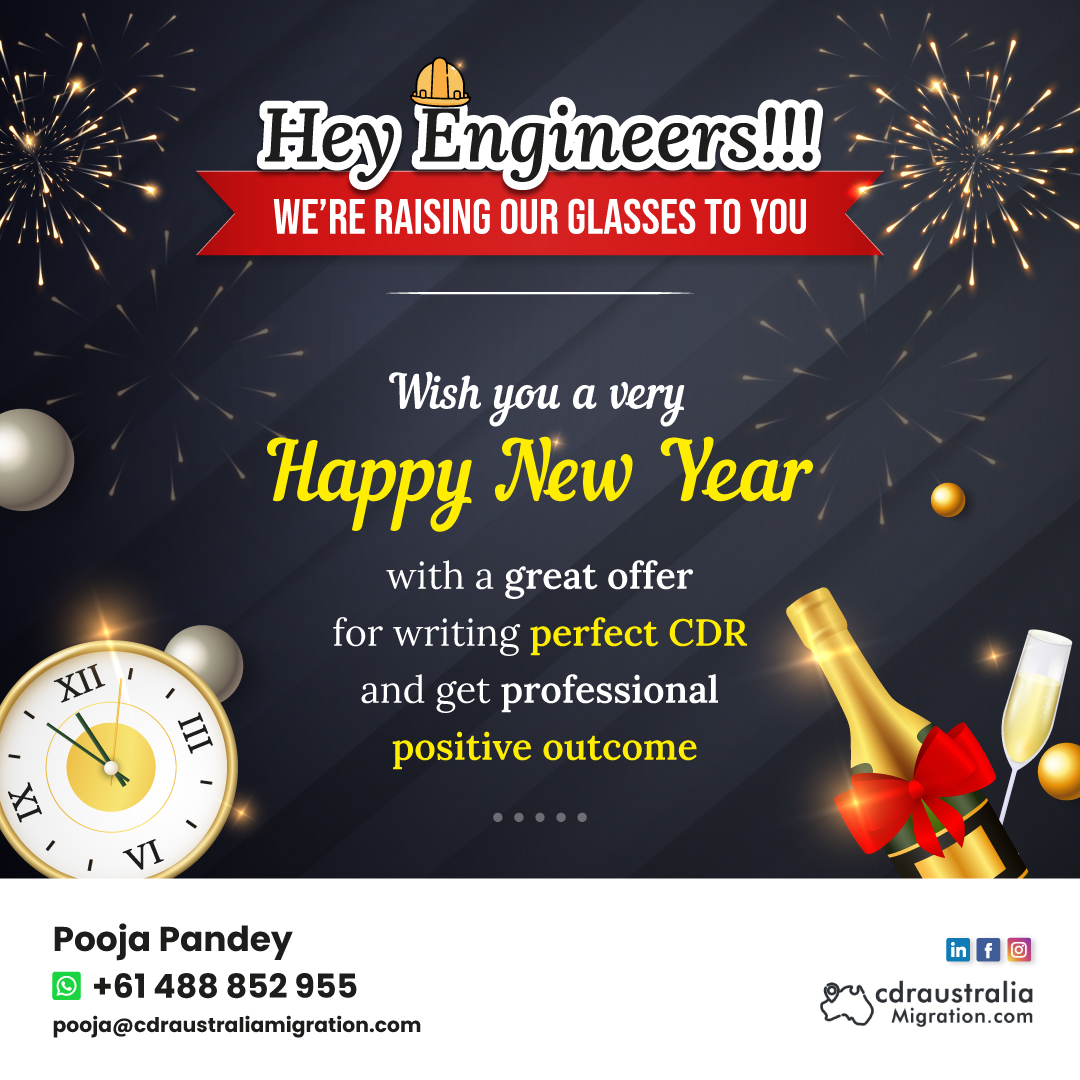 Hey Engineers!!!
WE'RE RAISING OUR GLASSES TO YOU
Wish you a very
Happy New Year
with a great offer
for writing perfect CDR
and get professional
positive outcome
XII
III
VI
IX
Pooja Pandey
+61 488 852 955
pooja@cdraustraliamigration.com
in f
cdraustralia
Migration.com